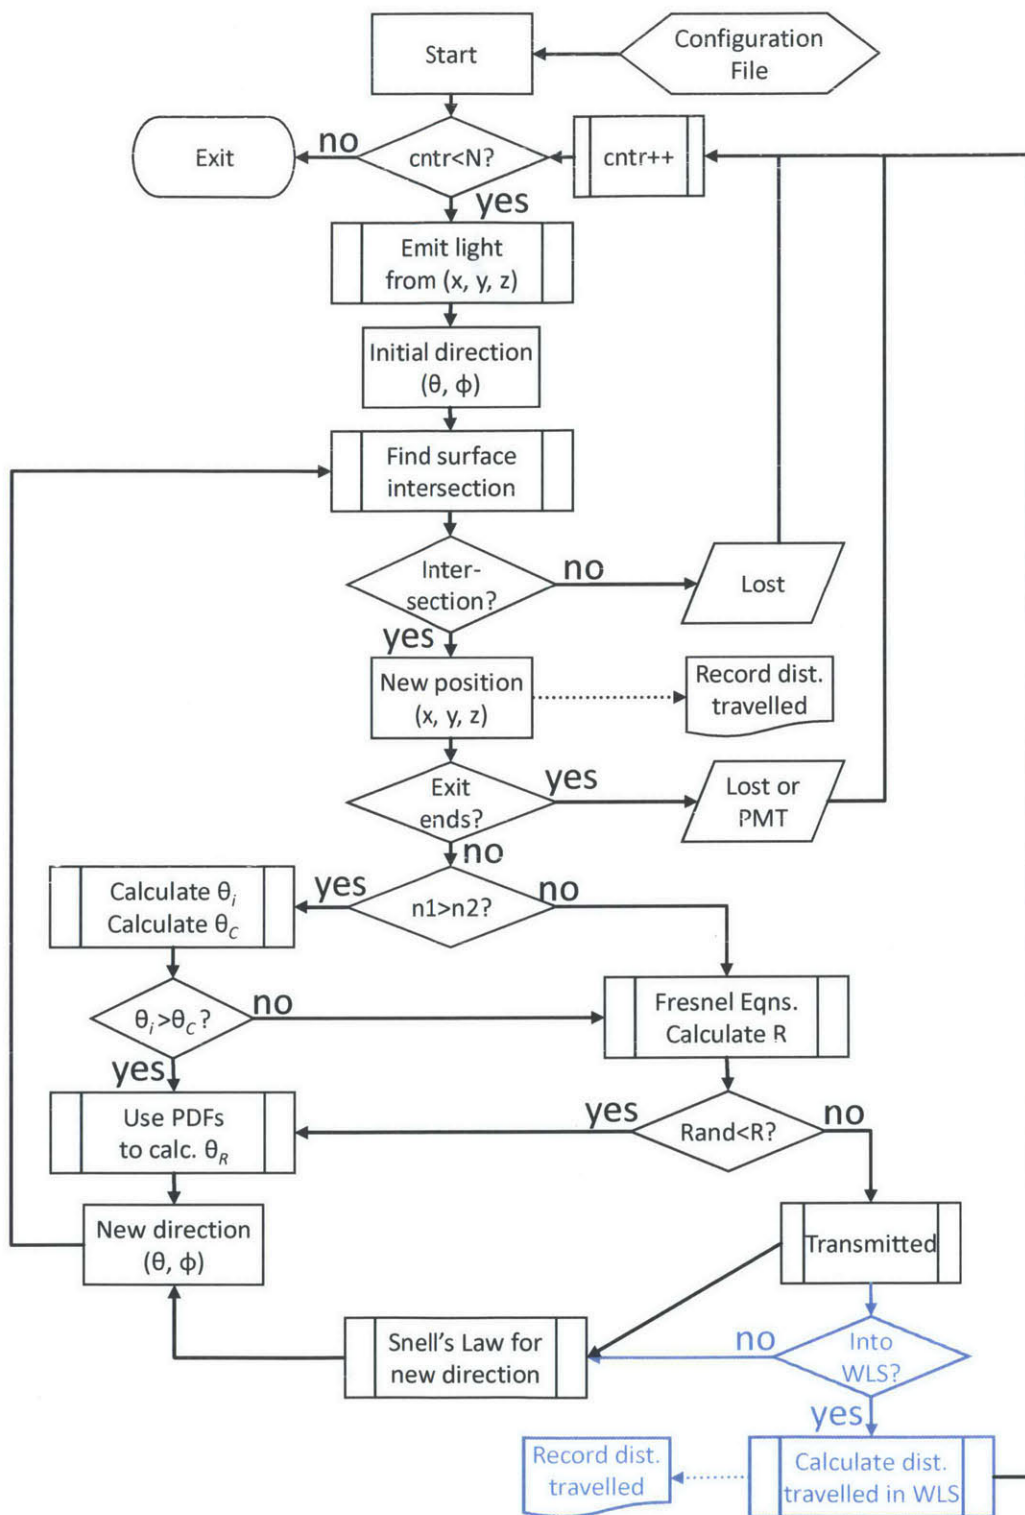 Start
Configuration
File
Exit
no
cntr<N?
cntr++
yes
Emit light
from (x, y, z)
Initial direction
(θ, ϕ)
Find surface
intersection
Inter-
section?
no
Lost
yes
New position
(x, y, z)
Record dist.
travelled
Exit
ends?
yes
Lost or
PMT
no
Calculate θi
Calculate θC
yes
n1>n2?
no
θi>θC?
no
Fresnel Eqns.
Calculate R
yes
Use PDFs
to calc. θR
yes
Rand<R?
no
New direction
(θ, ϕ)
Transmitted
Snell's Law for
new direction
no
Into
WLS?
yes
Record dist.
travelled
Calculate dist.
travelled in WLS